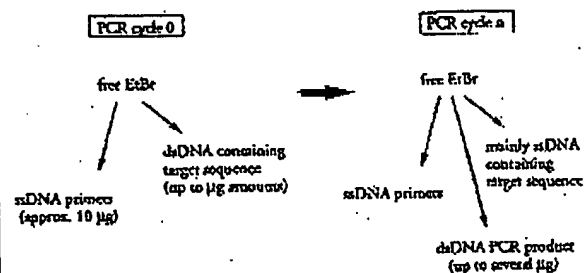 PCR cycle 0
free EtBr
dsDNA containing
target sequence
(up to µg amounts)
ssDNA primers
(approx. 10 µg)
PCR cycle n
free EtBr
mainly ssDNA
containing
target sequence
ssDNA primers
dsDNA PCR product
(up to several µg)